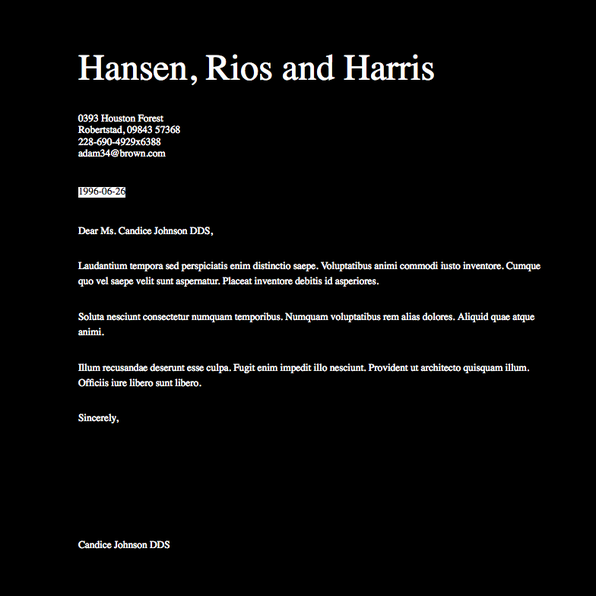 Hansen, Rios and Harris
0393 Houston Forest
Robertstad, 09843 57368
228-690-4929x6388
adam34@brown.com
1996-06-26
Dear Ms. Candice Johnson DDS,
Laudantium tempora sed perspiciatis enim distinctio saepe. Voluptatibus animi commodi iusto inventore. Cumque
quo vel saepe velit sunt aspernatur. Placeat inventore debitis id asperiores.
Soluta nesciunt consectetur numquam temporibus. Numquam voluptatibus rem alias dolores. Aliquid quae atque
animi.
Illum recusandae deserunt esse culpa. Fugit enim impedit illo nesciunt. Provident ut architecto quisquam illum.
Officiis iure libero sunt libero.
Sincerely,
Candice Johnson DDS